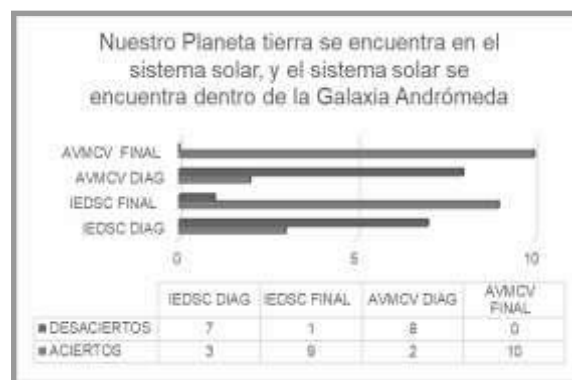 Nuestro Planeta tierra se encuentra en el
sistema solar, y el sistema solar se
encuentra dentro de la Galaxia Andrómeda
AVMCV FINAL
AVMCV DIAG
IEDSC FINAL
IEDSC DIAG
0 5 10
IEDSC DIAG IEDSC FINAL AVMCV DIAG AVMCV FINAL
DESACIERTOS 7 1 8 0
ACIERTOS 3 9 2 10